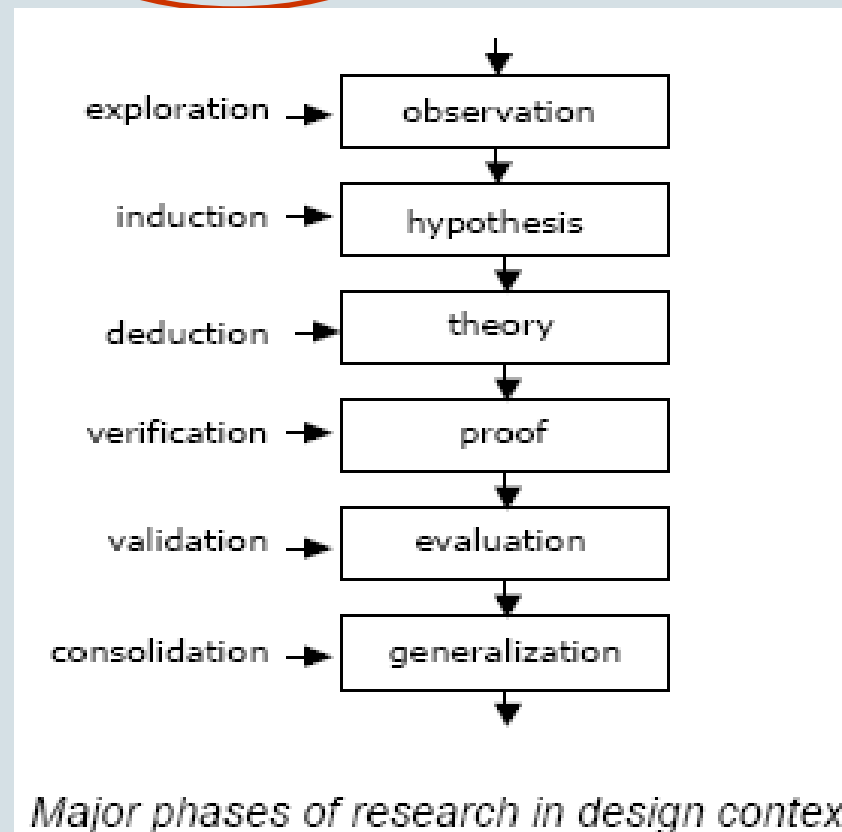 exploration observation
induction hypothesis
deduction theory
verification proof
validation evaluation
consolidation generalization
Major phases of research in design contex